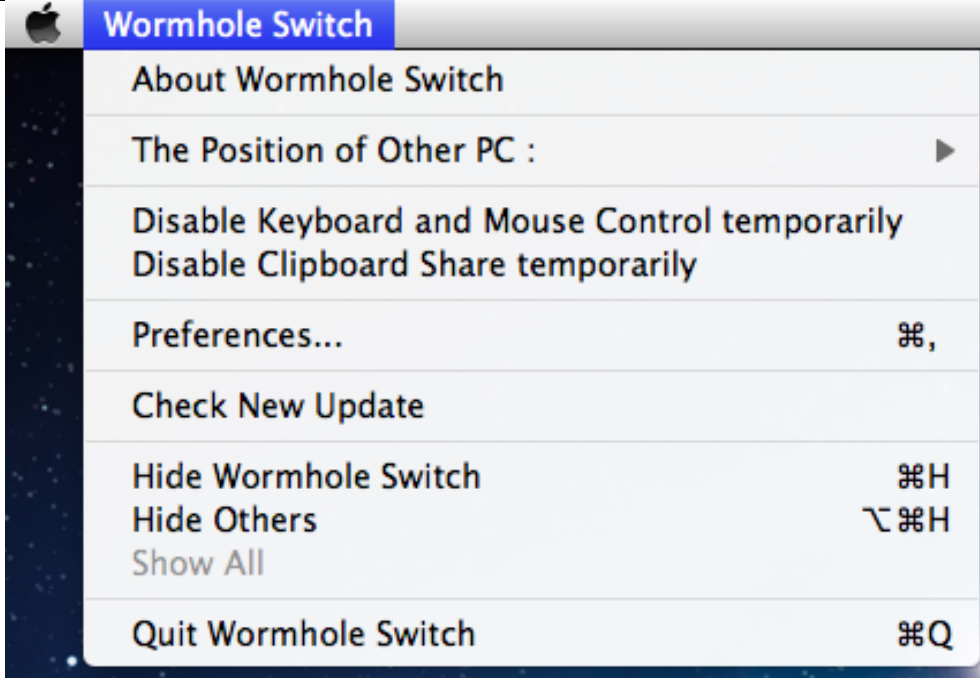 Wormhole Switch
About Wormhole Switch
The Position of Other PC :
Disable Keyboard and Mouse Control temporarily
Disable Clipboard Share temporarily
Preferences... ⌘,
Check New Update
Hide Wormhole Switch ⌘H
Hide Others ⌥⌘H
Show All
Quit Wormhole Switch ⌘Q